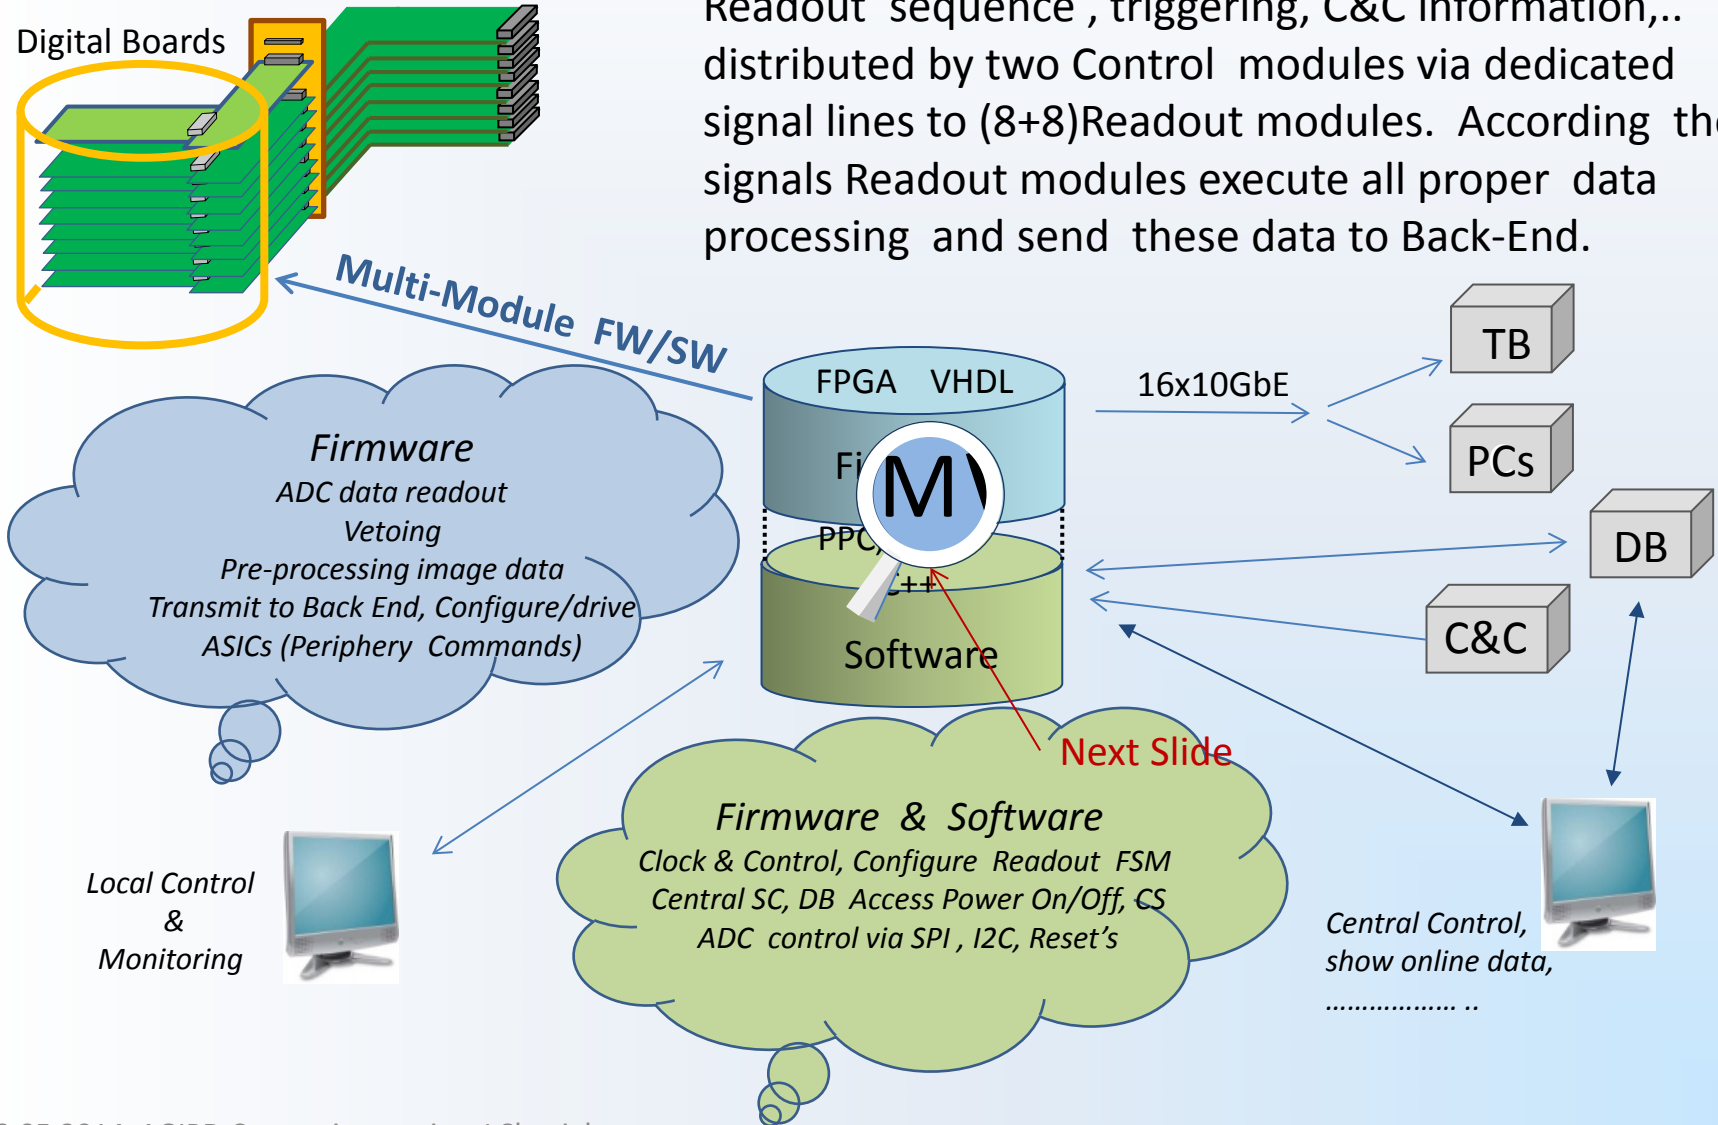 Readout sequence , triggering, C&C information,..
distributed by two Control modules via dedicated
signal lines to (8+8)Readout modules. According the
signals Readout modules execute all proper data
processing and send these data to Back-End.
Digital Boards
Multi-Module FW/SW
FPGA VHDL
Fi
M
PPC,
C++
Software
16x10GbE
TB
PCs
DB
C&C
Firmware
ADC data readout
Vetoing
Pre-processing image data
Transmit to Back End, Configure/drive
ASICs (Periphery Commands)
Next Slide
Firmware & Software
Clock & Control, Configure Readout FSM
Central SC, DB Access Power On/Off, CS
ADC control via SPI , I2C, Reset's
Local Control
&
Monitoring
Central Control,
show online data,
……………… ..